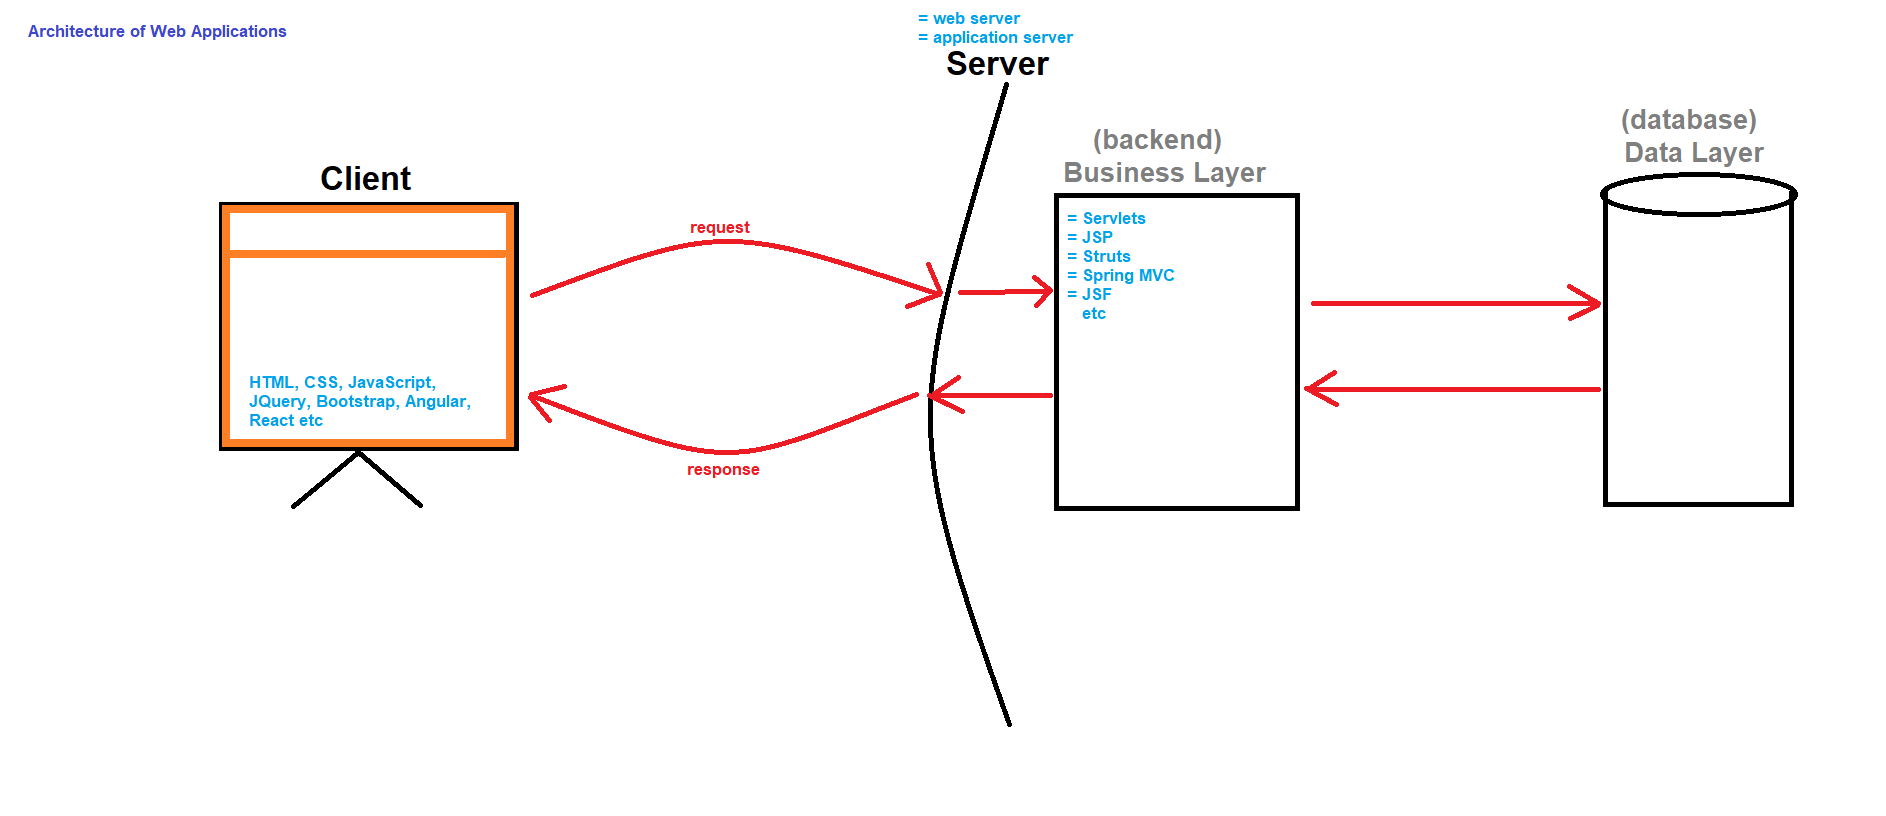 Architecture of Web Applications
= web server
= application server
Server
Client
HTML, CSS, JavaScript,
JQuery, Bootstrap, Angular,
React etc
request
response
(backend)
Business Layer
= Servlets
= JSP
= Struts
= Spring MVC
= JSF
etc
(database)
Data Layer